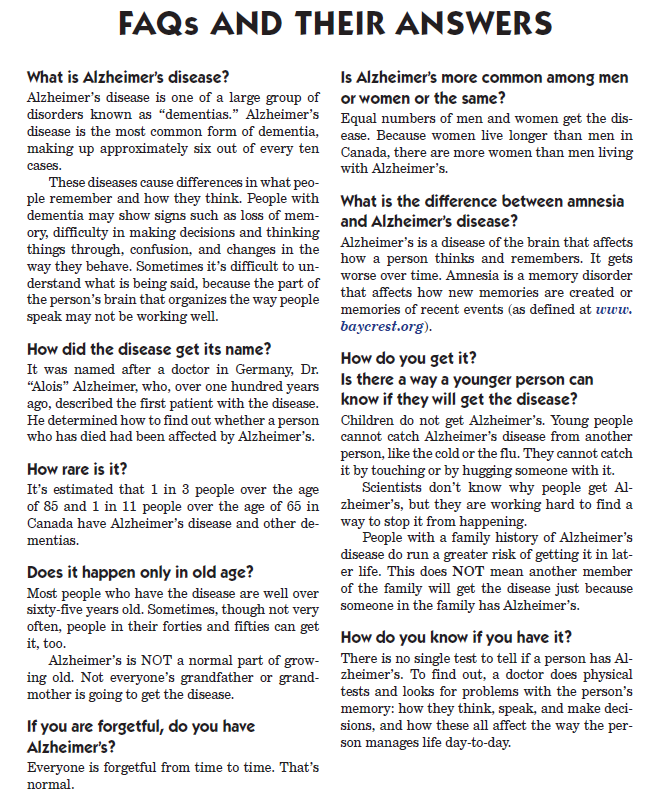 FAQs AND THEIR ANSWERS
What is Alzheimer's disease?
Alzheimer's disease is one of a large group of
disorders known as "dementias." Alzheimer's
disease is the most common form of dementia,
making up approximately six out of every ten
cases.
These diseases cause differences in what peo-
ple remember and how they think. People with
dementia may show signs such as loss of mem-
ory, difficulty in making decisions and thinking
things through, confusion, and changes in the
way they behave. Sometimes it's difficult to un-
derstand what is being said, because the part of
the person's brain that organizes the way people
speak may not be working well.
How did the disease get its name?
It was named after a doctor in Germany, Dr.
"Alois" Alzheimer, who, over one hundred years
ago, described the first patient with the disease.
He determined how to find out whether a person
who has died had been affected by Alzheimer's.
How rare is it?
It's estimated that 1 in 3 people over the age
of 85 and 1 in 11 people over the age of 65 in
Canada have Alzheimer's disease and other de-
mentias.
Does it happen only in old age?
Most people who have the disease are well over
sixty-five years old. Sometimes, though not very
often, people in their forties and fifties can get
it, too.
Alzheimer's is NOT a normal part of grow-
ing old. Not everyone's grandfather or grand-
mother is going to get the disease.
If you are forgetful, do you have
Alzheimer's?
Everyone is forgetful from time to time. That's
normal.
Is Alzheimer's more common among men
or women or the same?
Equal numbers of men and women get the dis-
ease. Because women live longer than men in
Canada, there are more women than men living
with Alzheimer's.
What is the difference between amnesia
and Alzheimer's disease?
Alzheimer's is a disease of the brain that affects
how a person thinks and remembers. It gets
worse over time. Amnesia is a memory disorder
that affects how new memories are created or
memories of recent events (as defined at www.
baycrest.org).
How do you get it?
Is there a way a younger person can
know if they will get the disease?
Children do not get Alzheimer's. Young people
cannot catch Alzheimer's disease from another
person, like the cold or the flu. They cannot catch
it by touching or by hugging someone with it.
Scientists don't know why people get Al-
zheimer's, but they are working hard to find a
way to stop it from happening.
People with a family history of Alzheimer's
disease do run a greater risk of getting it in lat-
er life. This does NOT mean another member
of the family will get the disease just because
someone in the family has Alzheimer's.
How do you know if you have it?
There is no single test to tell if a person has Al-
zheimer's. To find out, a doctor does physical
tests and looks for problems with the person's
memory: how they think, speak, and make deci-
sions, and how these all affect the way the per-
son manages life day-to-day.